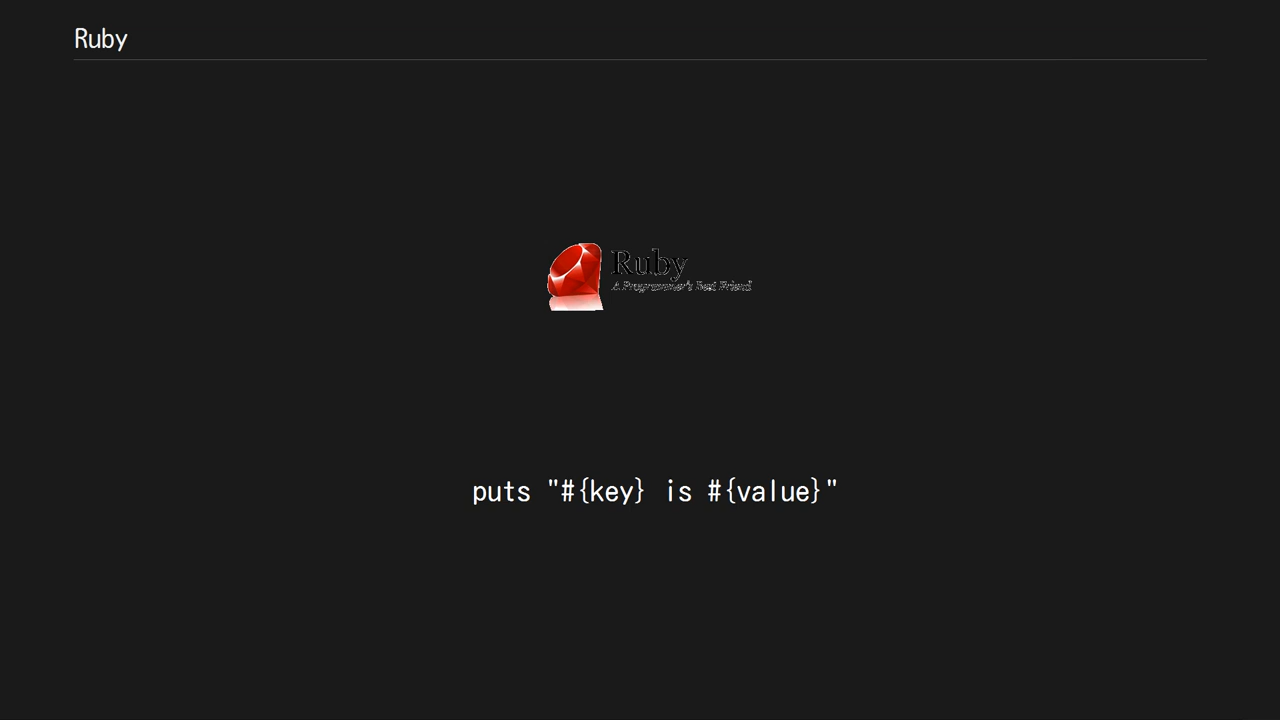 Ruby
Ruby
A Programmer's Best Friend
puts "#{key} is #{value}"